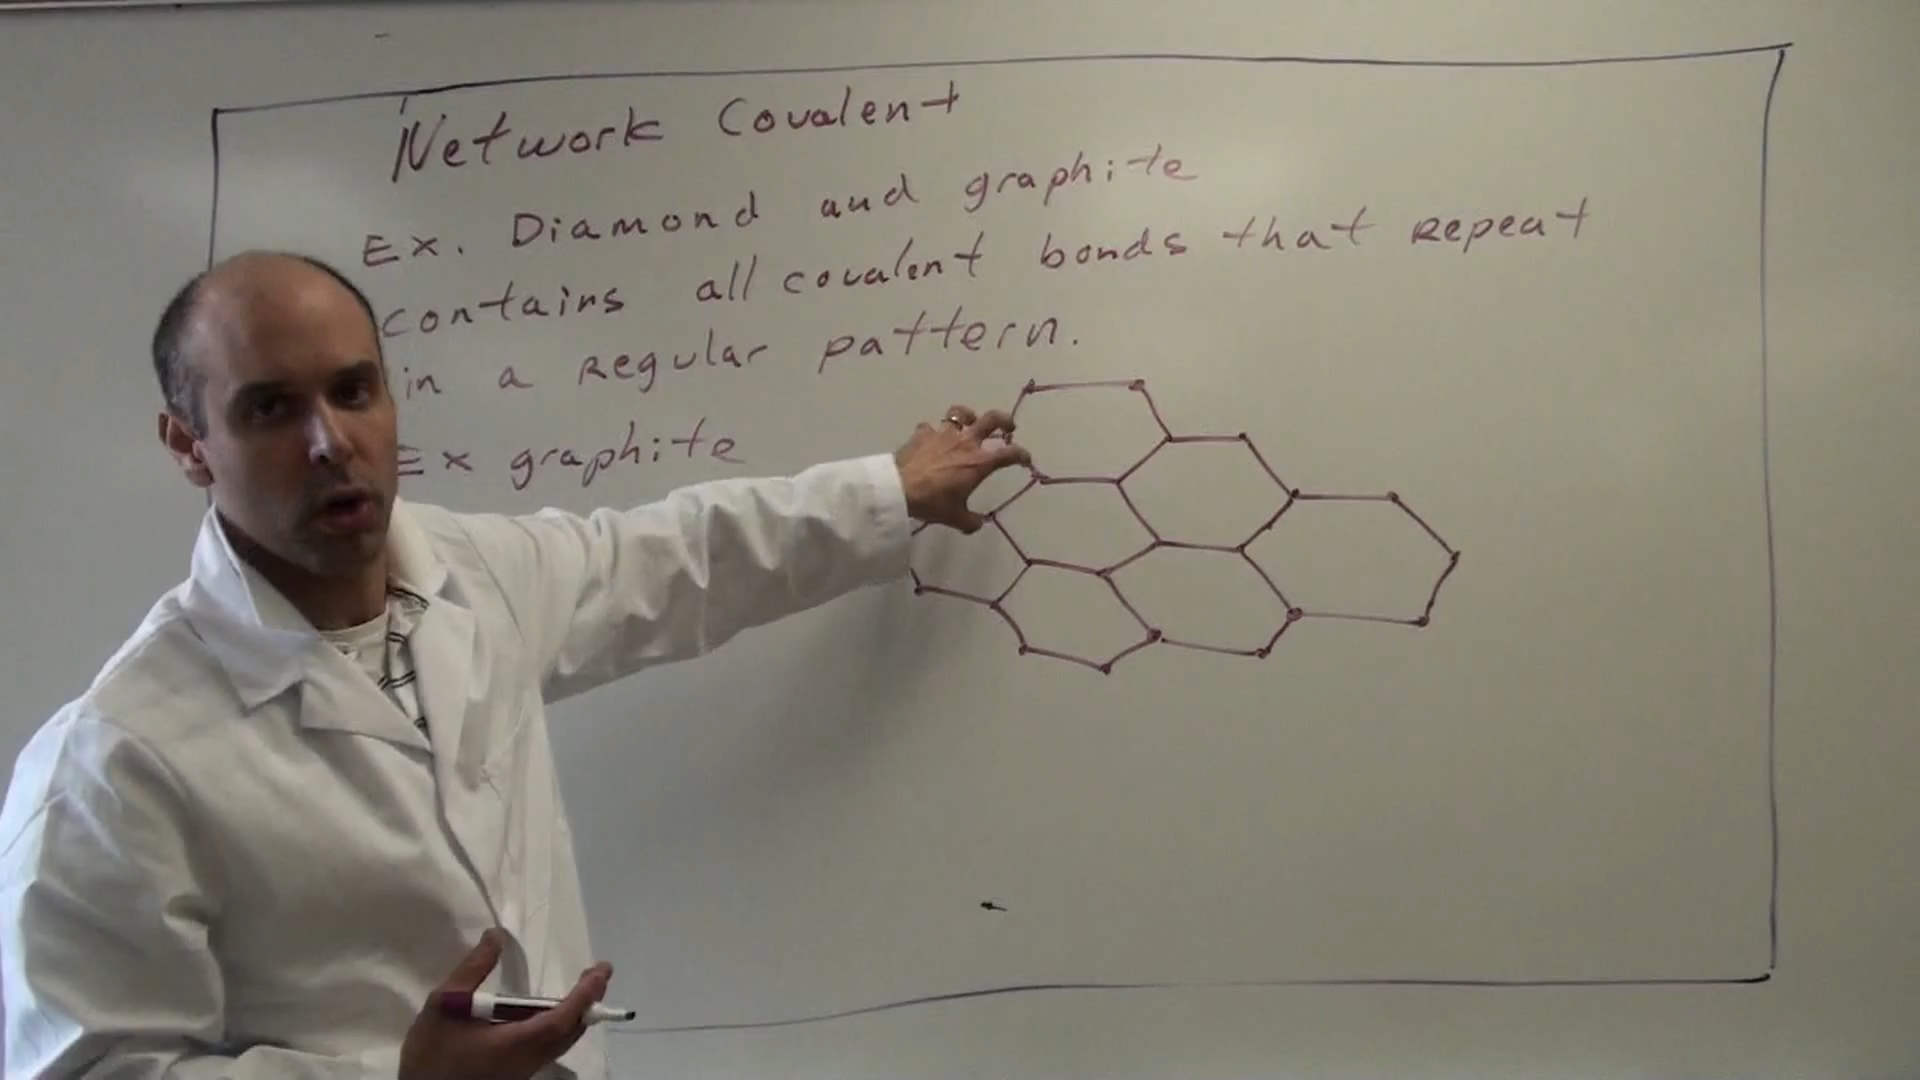 Network Covalent
Ex. Diamond and graphite
contains all covalent bonds that repeat
in a regular pattern.
Ex graphite